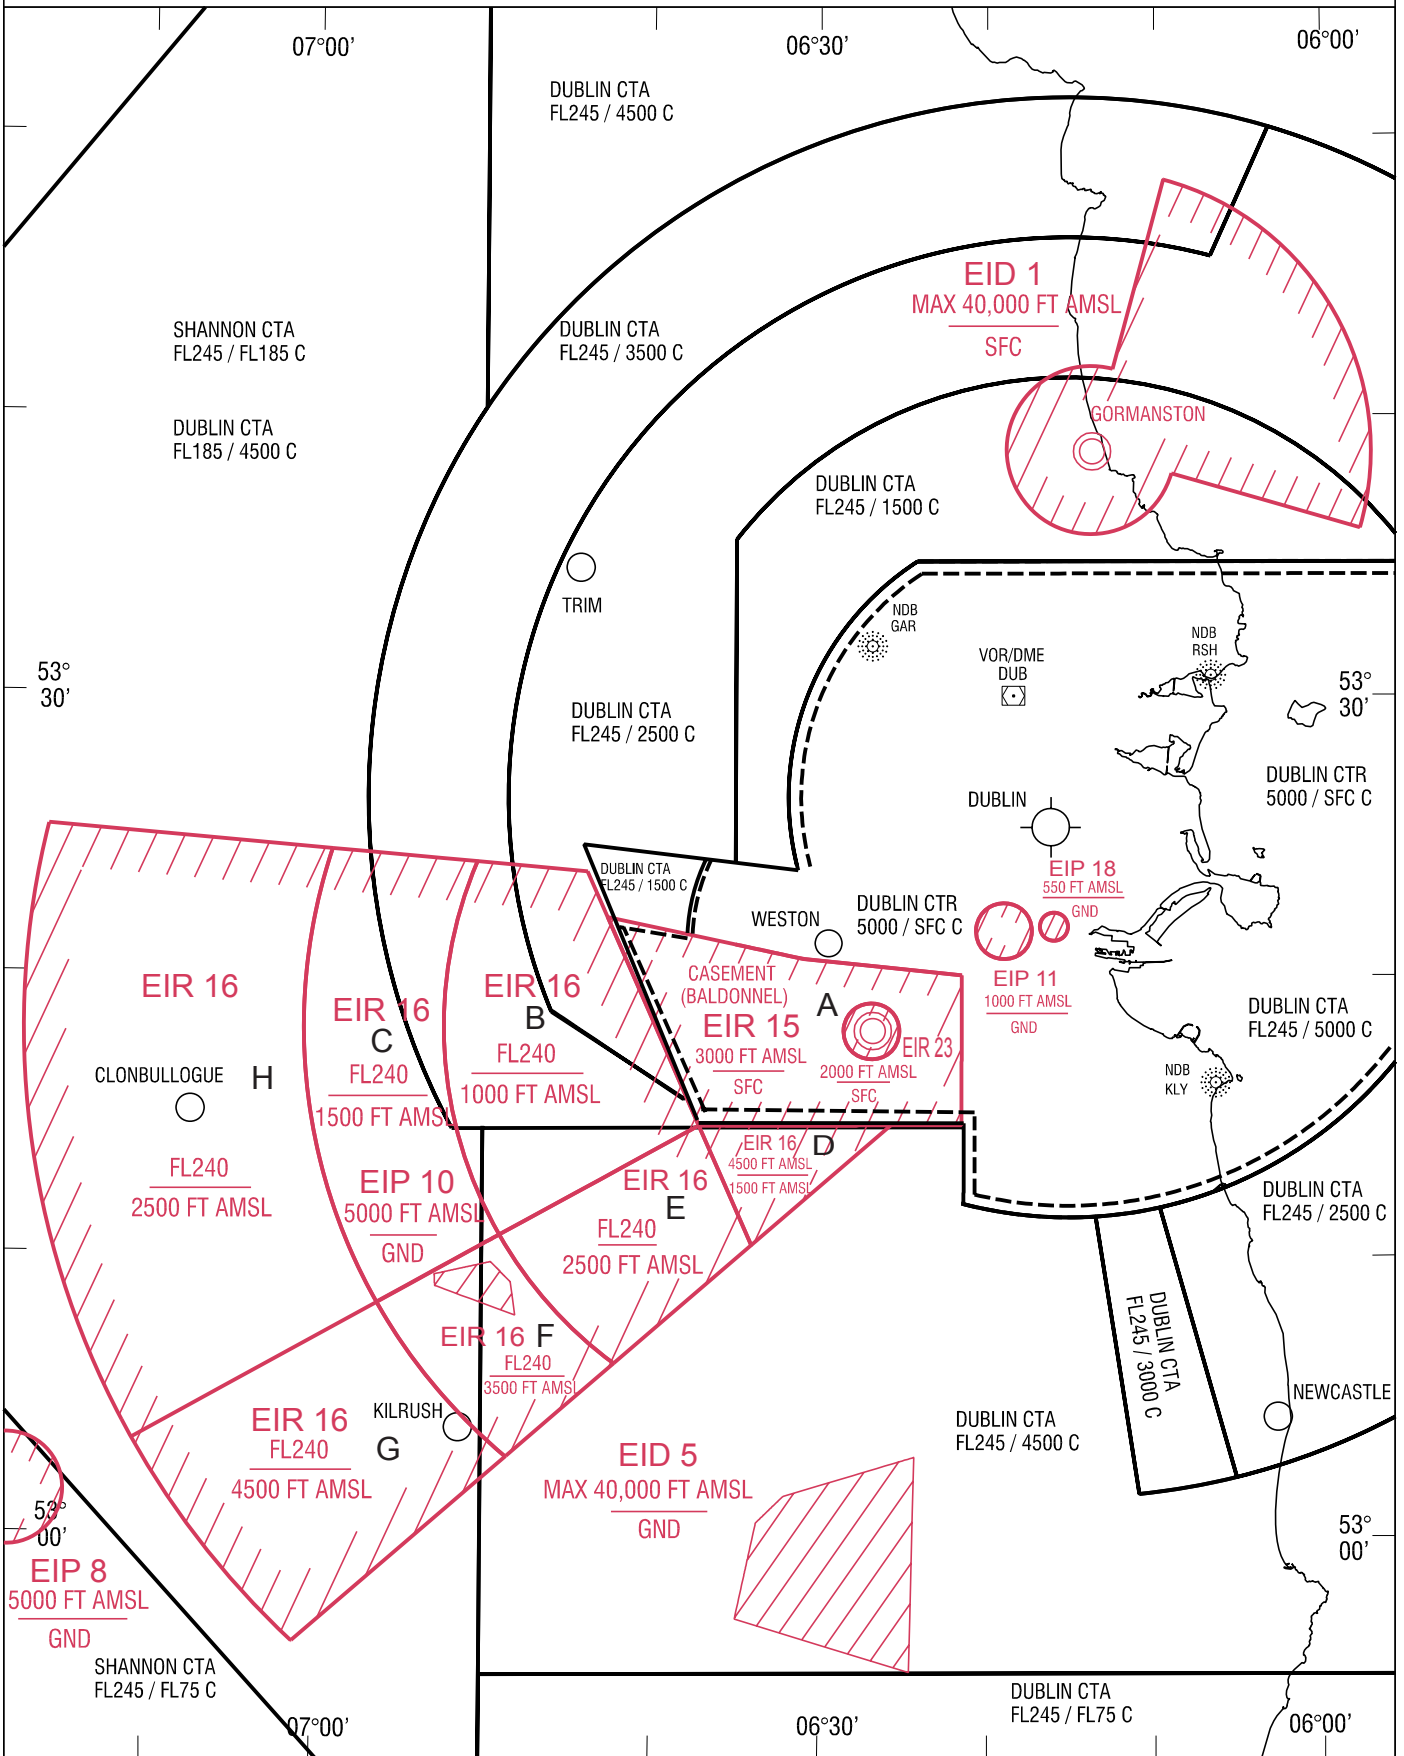 07°00'
06°30'
06°00'
DUBLIN CTA
FL245 / 4500 C
EID 1
MAX 40,000 FT AMSL
SFC
SHANNON CTA
FL245 / FL185 C
DUBLIN CTA
FL245 / 3500 C
DUBLIN CTA
FL185 / 4500 C
GORMANSTON
DUBLIN CTA
FL245 / 1500 C
TRIM
NDB
GAR
NDB
RSH
VOR/DME
DUB
53°
30'
53°
30'
DUBLIN CTA
FL245 / 2500 C
DUBLIN CTR
5000 / SFC C
DUBLIN
EIP 18
550 FT AMSL
GND
DUBLIN CTA
FL245 / 1500 C
WESTON
DUBLIN CTR
5000 / SFC C
EIP 11
1000 FT AMSL
GND
CASEMENT
(BALDONNEL)
A
EIR 15
3000 FT AMSL
SFC
EIR 23
2000 FT AMSL
SFC
EIR 16
B
FL240
1000 FT AMSL
EIR 16
C
FL240
1500 FT AMSL
EIR 16
CLONBULLOGUE
H
FL240
2500 FT AMSL
DUBLIN CTA
FL245 / 5000 C
NDB
KLY
EIR 16
D
4500 FT AMSL
1500 FT AMSL
EIP 10
5000 FT AMSL
GND
EIR 16
E
FL240
2500 FT AMSL
DUBLIN CTA
FL245 / 2500 C
EIR 16
F
FL240
3500 FT AMSL
DUBLIN CTA
FL245 / 3000 C
NEWCASTLE
KILRUSH
EIR 16
FL240
G
4500 FT AMSL
DUBLIN CTA
FL245 / 4500 C
EID 5
MAX 40,000 FT AMSL
GND
53°
00'
53°
00'
EIP 8
5000 FT AMSL
GND
SHANNON CTA
FL245 / FL75 C
DUBLIN CTA
FL245 / FL75 C
07°00'
06°30'
06°00'